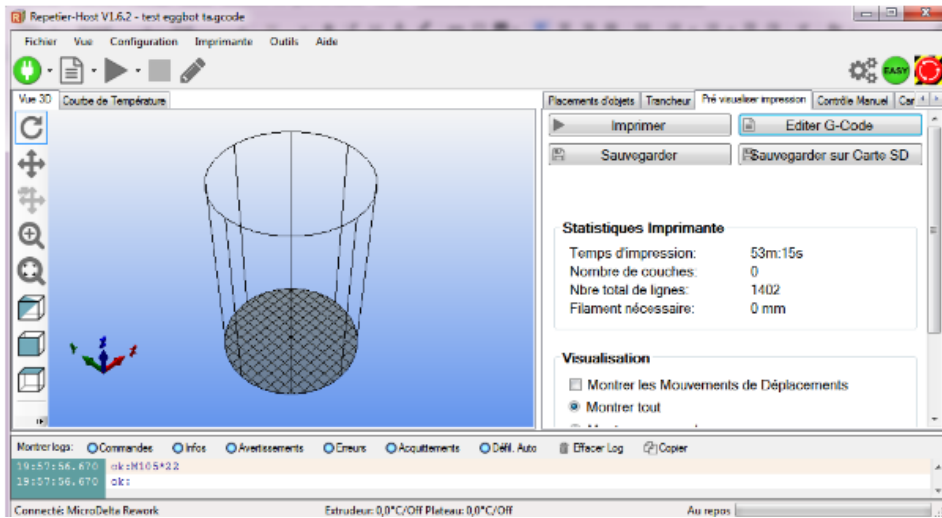 Repetier-Host V1.6.2 - test eggbot ta.gcode
Fichier Vue Configuration Imprimante Outils Aide
EASY
Vue 3D Courbe de Température
Placements d'objets Trancheur Pré visualiser impression Contrôle Manuel Car
Imprimer Editer G-Code
Sauvegarder Sauvegarder sur Carte SD
Statistiques Imprimante
Temps d'impression: 53m:15s
Nombre de couches: 0
Nbre total de lignes: 1402
Filament nécessaire: 0 mm
Visualisation
Montrer les Mouvements de Déplacements
Montrer tout
Montrer logs: Commandes Infos Avertissements Erreurs Acquittements Défil. Auto Effacer Log Copier
19:57:56.670 ok:M105*22
19:57:56.670 ok:
Connecté: MicroDelta Rework Extrudeur: 0,0°C/Off Plateau: 0,0°C/Off Au repos